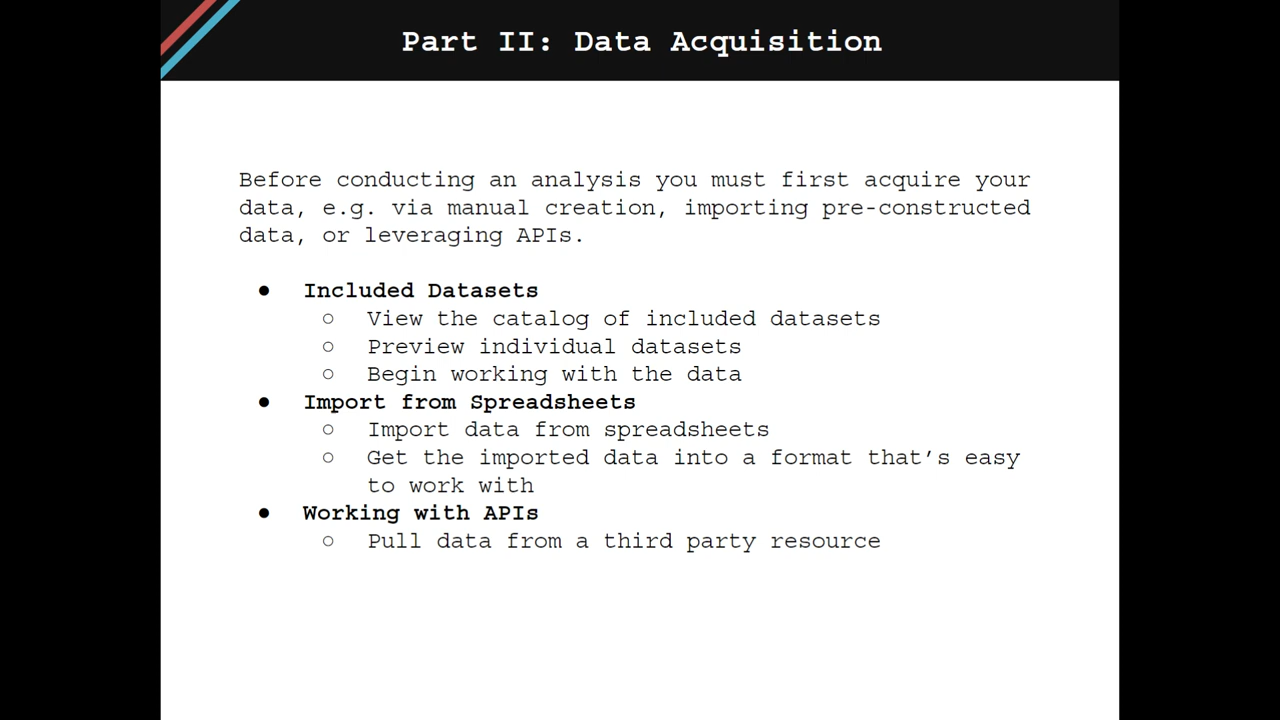 Part II: Data Acquisition
Before conducting an analysis you must first acquire your
data, e.g. via manual creation, importing pre-constructed
data, or leveraging APIs.
● Included Datasets
○ View the catalog of included datasets
○ Preview individual datasets
○ Begin working with the data
● Import from Spreadsheets
○ Import data from spreadsheets
○ Get the imported data into a format that’s easy
to work with
● Working with APIs
○ Pull data from a third party resource